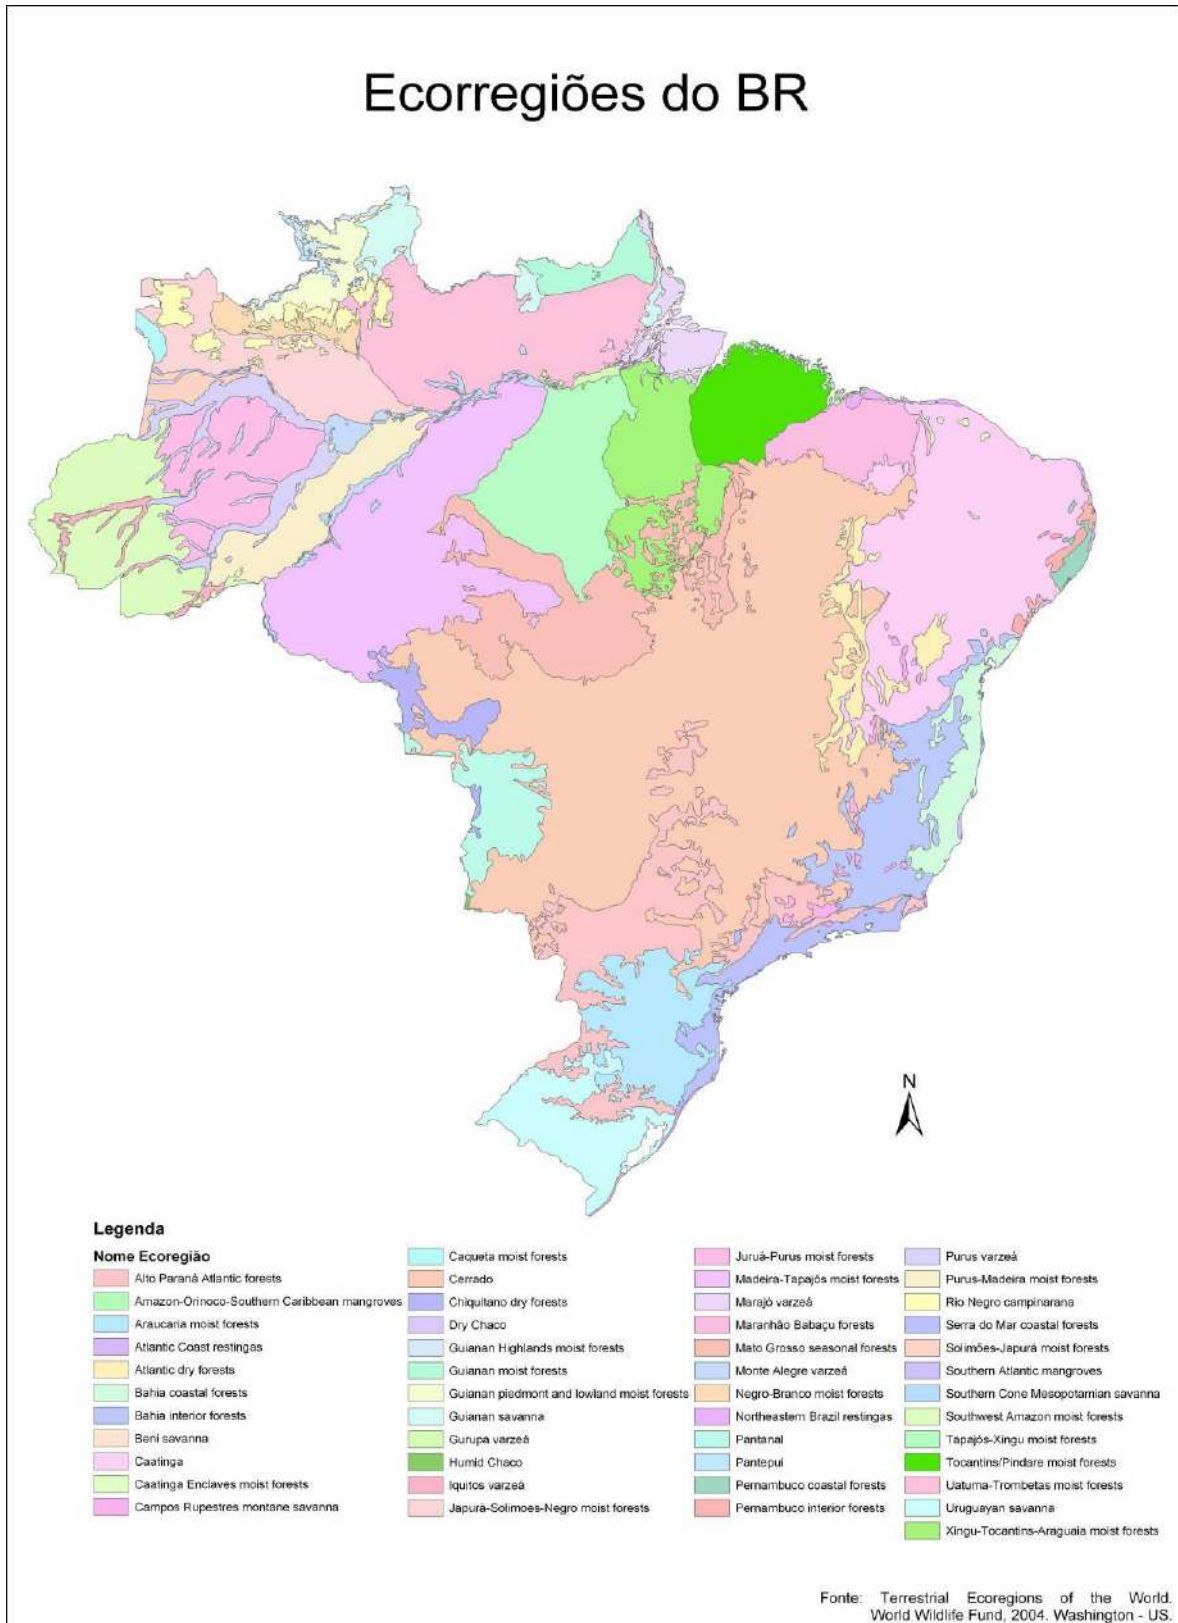 Ecorregiões do BR
N
Legenda
Nome Ecoregião
Alto Paraná Atlantic forests
Amazon-Orinoco-Southern Caribbean mangroves
Araucaria moist forests
Atlantic Coast restingas
Atlantic dry forests
Bahia coastal forests
Bahia interior forests
Beni savanna
Caatinga
Caatinga Enclaves moist forests
Campos Rupestres montane savanna
Caqueta moist forests
Cerrado
Chiquitano dry forests
Dry Chaco
Guianan Highlands moist forests
Guianan moist forests
Guianan piedmont and lowland moist forests
Guianan savanna
Gurupa varzeá
Humid Chaco
Iquitos varzeá
Japurá-Solimoes-Negro moist forests
Juruá-Purus moist forests
Madeira-Tapajós moist forests
Marajó varzeá
Maranhão Babaçu forests
Mato Grosso seasonal forests
Monte Alegre varzeá
Negro-Branco moist forests
Northeastern Brazil restingas
Pantanal
Pantepui
Pernambuco coastal forests
Pernambuco interior forests
Purus varzeá
Purus-Madeira moist forests
Rio Negro campinarana
Serra do Mar coastal forests
Solimões-Japurá moist forests
Southern Atlantic mangroves
Southern Cone Mesopotamian savanna
Southwest Amazon moist forests
Tapajós-Xingu moist forests
Tocantins/Pindare moist forests
Uatuma-Trombetas moist forests
Uruguayan savanna
Xingu-Tocantins-Araguaia moist forests
Fonte: Terrestrial Ecoregions of the World.
World Wildlife Fund, 2004. Washington - US.